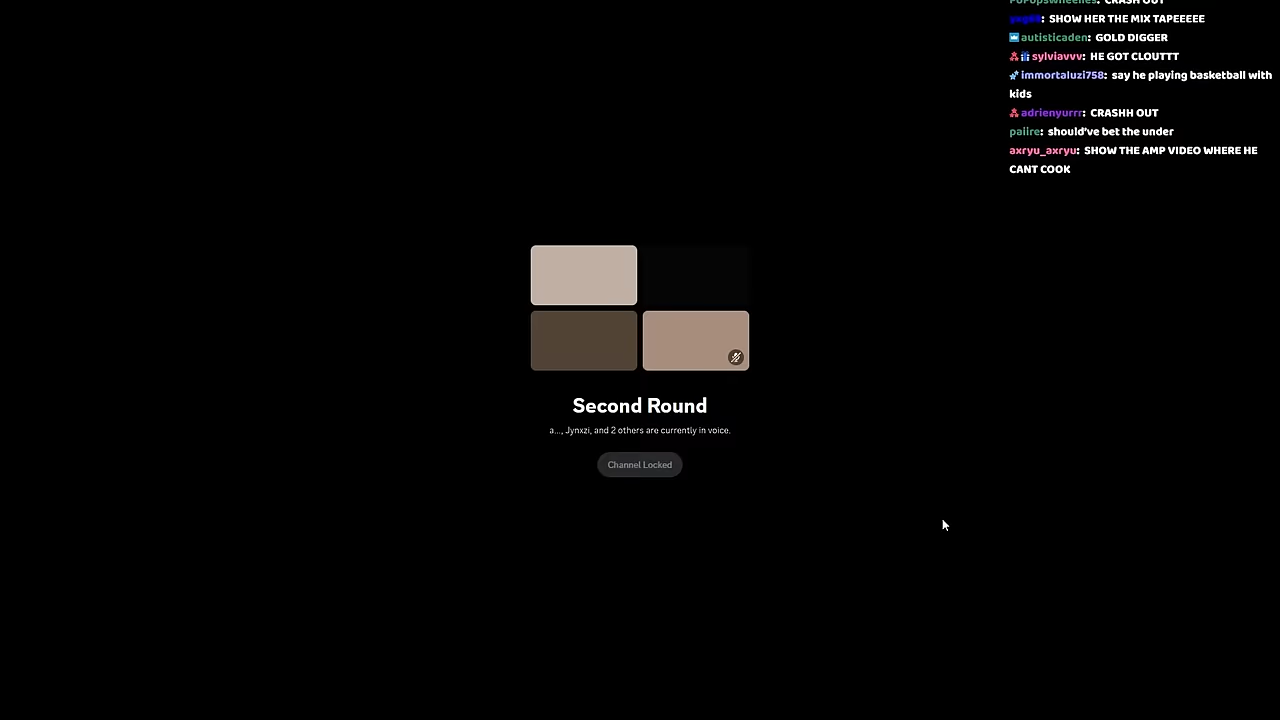 CRASH OUT
: SHOW HER THE MIX TAPEEEEE
autisticaden: GOLD DIGGER
sylviavvv: HE GOT CLOUTTT
immortaluzi758: say he playing basketball with
kids
adrienyurrr: CRASHH OUT
paiire: should've bet the under
axryu_axryu: SHOW THE AMP VIDEO WHERE HE
CANT COOK
Second Round
a..., Jynxzi, and 2 others are currently in voice.
Channel Locked